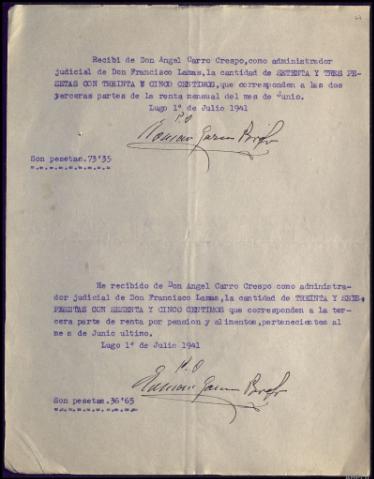 Recibi de Don Angel Carro Crespo,como administrador
judicial de Don Francisco Lamas,la cantidad de SETENTA Y TRES PE-
SETAS CON TREINTA Y CINCO CENTIMOS,que corresponden a las dos
terceras partes de la renta mensual del mes de Junio.
Lugo 1º de Julio 1941
P.O
Son pesetas.73'35
He recibido de Don Angel Carro Crespo como administra-
dor judicial de Don Francisco Lamas,la cantidad de TREINTA Y SEIS,
PESETAS CON SESENTA Y CINCO CENTIMOS que corresponden a la ter-
cera parte de renta por pension y alimentos,pertenecientes al
mes de Junio ultimo.
Lugo 1º de Julio 1941
P.O
Son pesetas.36'65